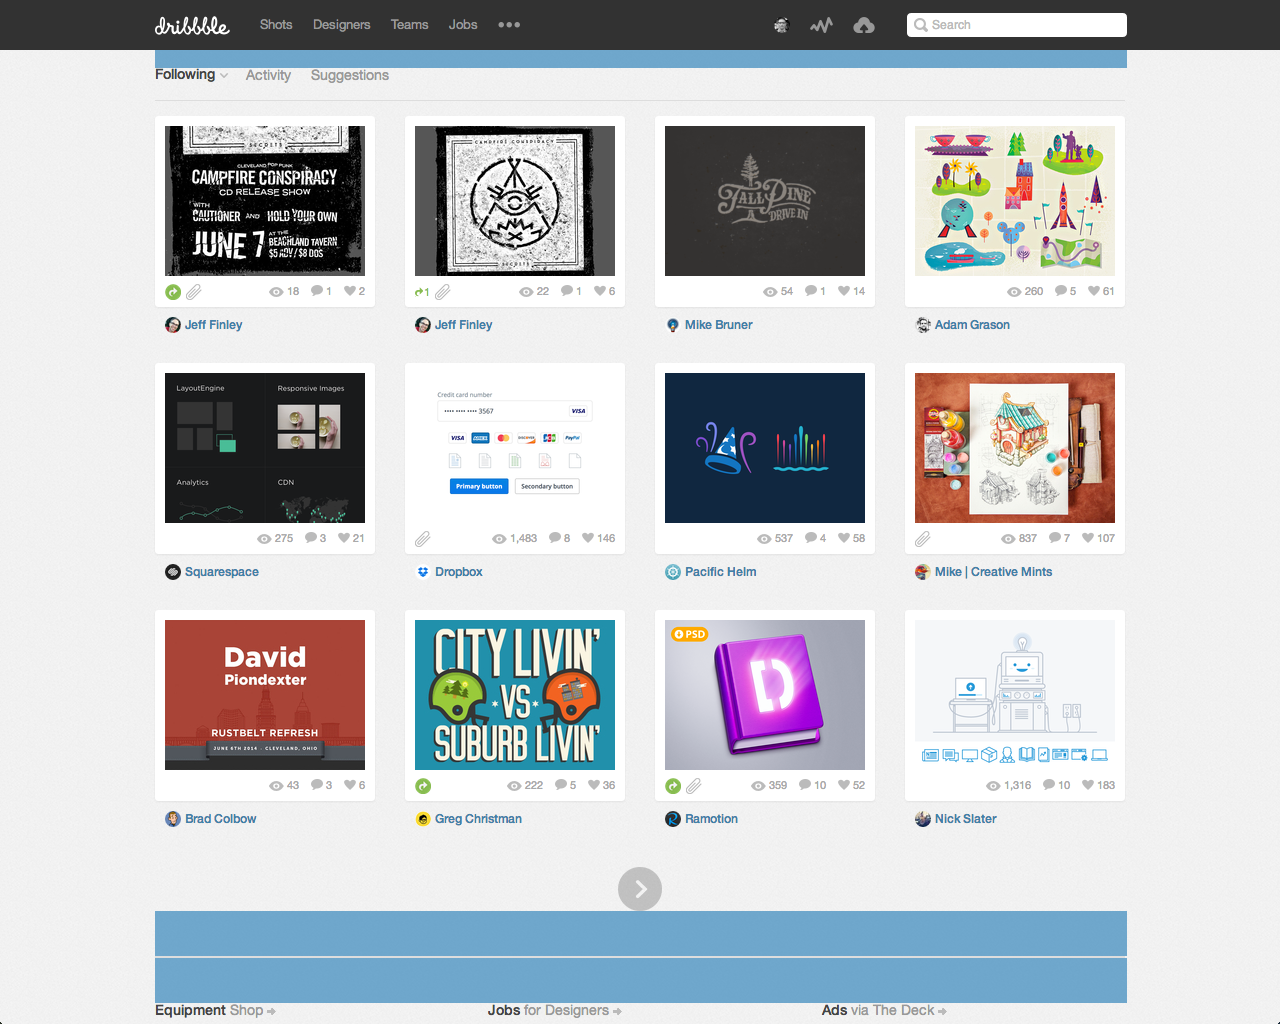 dribbble Shots Designers Teams Jobs Search
Following Activity Suggestions
SECRETS
CLEVELAND POP PUNK
CAMPFIRE CONSPIRACY
CD RELEASE SHOW
WITH
CAUTIONER AND HOLD YOUR OWN
JUNE 7 AT THE
BEACHLAND TAVERN
$5 ADV / $8 DOS
18 1 2
Jeff Finley
CAMPFIRE CONSPIRACY
SECRETS
1 22 1 6
Jeff Finley
TALL PINE
A DRIVE IN
54 1 14
Mike Bruner
260 5 61
Adam Grason
LayoutEngine Responsive Images
Analytics CDN
275 3 21
Squarespace
Credit card number
•••• •••• •••• 3567 VISA
VISA DISCOVER JCB PayPal
Primary button Secondary button
1,483 8 146
Dropbox
537 4 58
Pacific Helm
837 7 107
Mike | Creative Mints
David
Piondexter
RUSTBELT REFRESH
JUNE 6TH 2014 · CLEVELAND, OHIO
43 3 6
Brad Colbow
CITY LIVIN'
VS
SUBURB LIVIN'
222 5 36
Greg Christman
PSD
D
359 10 52
Ramotion
1,316 10 183
Nick Slater
Equipment Shop Jobs for Designers Ads via The Deck